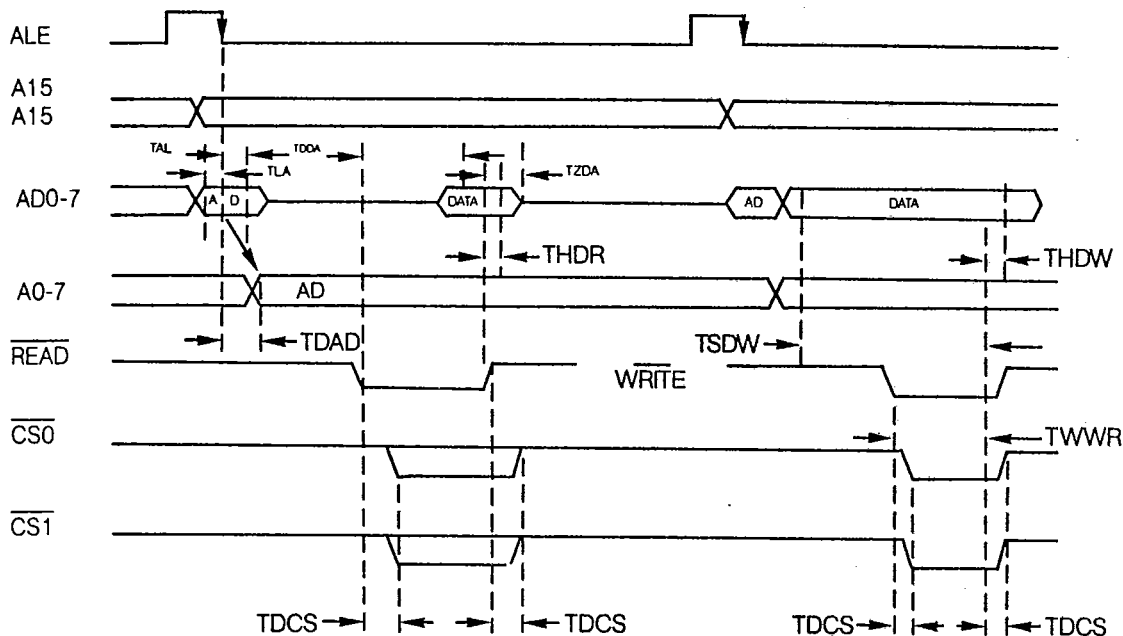 ALE
A15
A15
TAL
TDDA
TLA
TZDA
AD0-7
A D
DATA
AD
DATA
THDR
THDW
A0-7
AD
TDAD
TSDW
READ
WRITE
CS0
TWWR
CS1
TDCS
TDCS
TDCS
TDCS